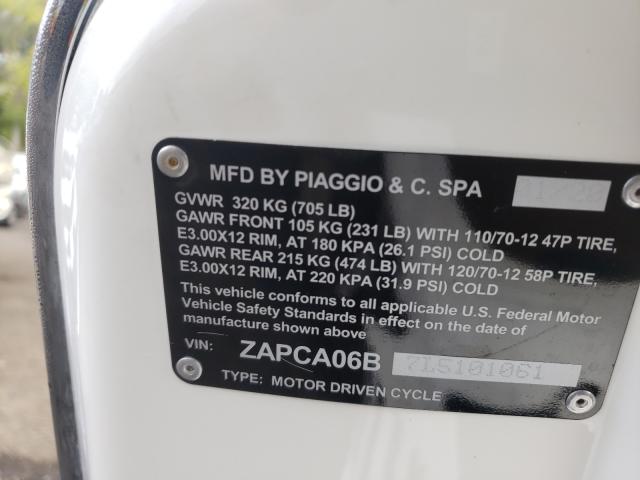 MFD BY PIAGGIO & C. SPA
GVWR 320 KG (705 LB)
GAWR FRONT 105 KG (231 LB) WITH 110/70-12 47P TIRE,
E3.00X12 RIM, AT 180 KPA (26.1 PSI) COLD
GAWR REAR 215 KG (474 LB) WITH 120/70-12 58P TIRE,
E3.00X12 RIM, AT 220 KPA (31.9 PSI) COLD
This vehicle conforms to all applicable U.S. Federal Motor
Vehicle Safety Standards in effect on the date of
manufacture shown above
VIN: ZAPCA06B 7LS101061
TYPE: MOTOR DRIVEN CYCLE